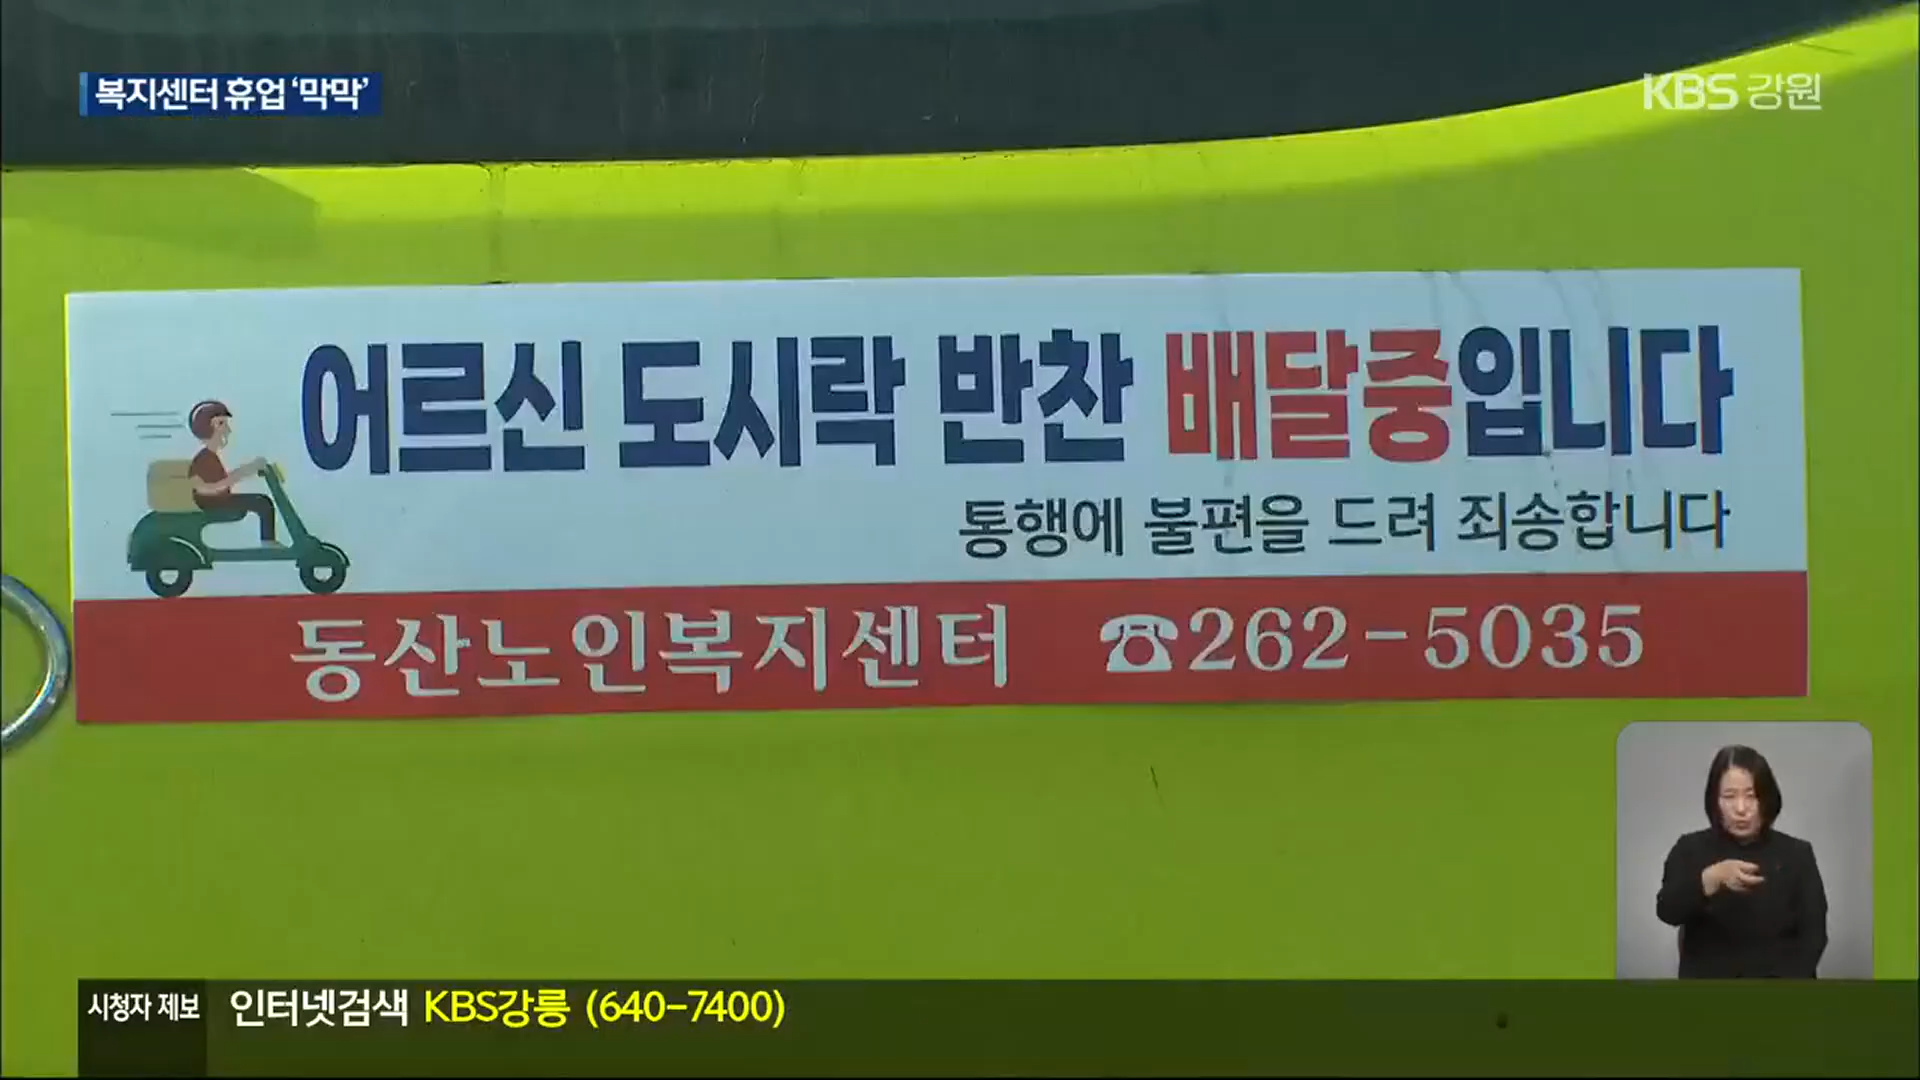 복지센터 휴업 ‘막막’
KBS 강원
어르신 도시락 반찬 배달중입니다
통행에 불편을 드려 죄송합니다
동산노인복지센터 ☎262-5035
시청자 제보 인터넷검색 KBS강릉 (640-7400)